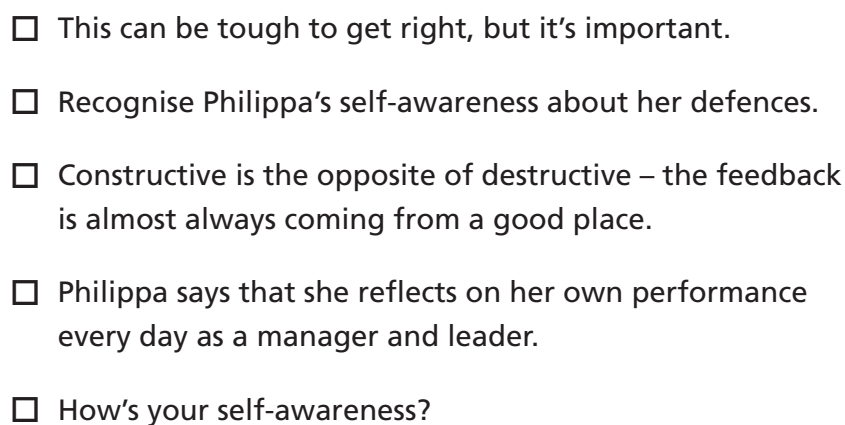 ☐ This can be tough to get right, but it's important.
☐ Recognise Philippa's self-awareness about her defences.
☐ Constructive is the opposite of destructive – the feedback
is almost always coming from a good place.
☐ Philippa says that she reflects on her own performance
every day as a manager and leader.
☐ How's your self-awareness?